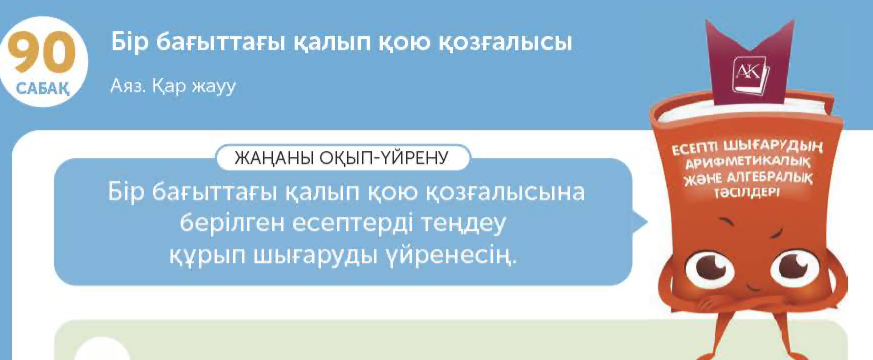 90
САБАҚ
Бір бағыттағы қалып қою қозғалысы
Аяз. Қар жауу
ЖАҢАНЫ ОҚЫП-ҮЙРЕНУ
Бір бағыттағы қалып қою қозғалысына
берілген есептерді теңдеу
құрып шығаруды үйренесің.
АК
ЕСЕПТІ ШЫҒАРУДЫҢ
АРИФМЕТИКАЛЫҚ
ЖӘНЕ АЛГЕБРАЛЫҚ
ТӘСІЛДЕРІ